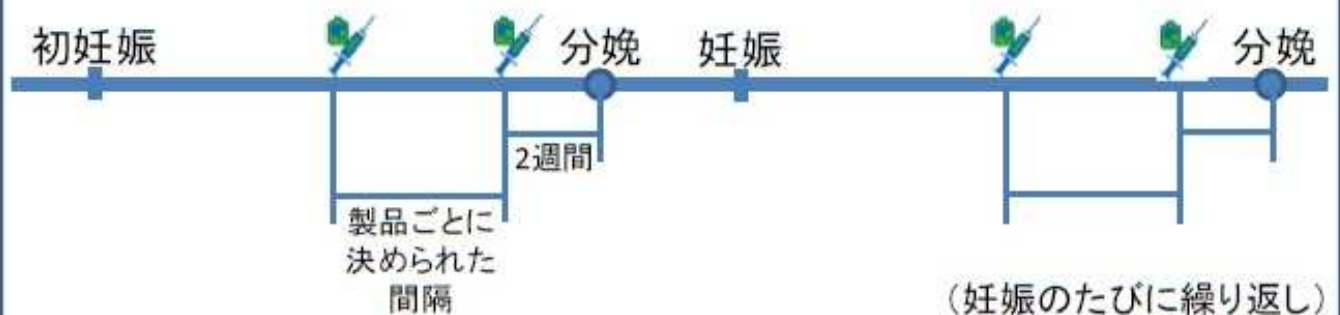 初妊娠
分娩
妊娠
分娩
2週間
製品ごとに
決められた
間隔
(妊娠のたびに繰り返し)